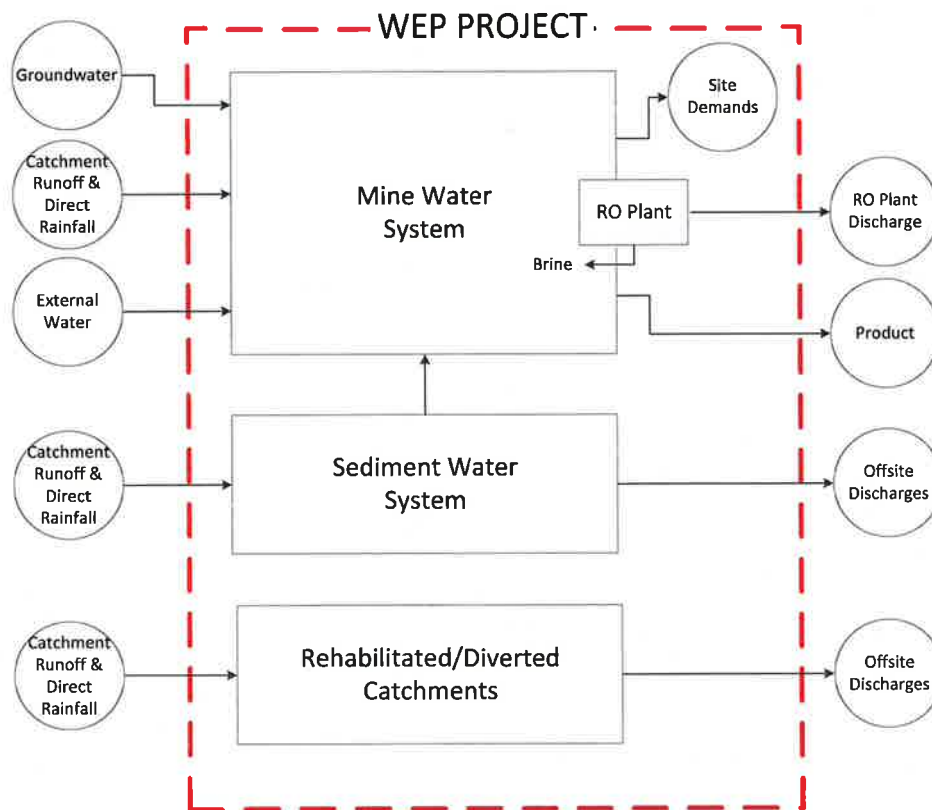 WEP PROJECT
Groundwater
Site
Demands
Catchment
Runoff &
Direct
Rainfall
Mine Water
System
RO Plant
RO Plant
Discharge
Brine
External
Water
Product
Catchment
Runoff &
Direct
Rainfall
Sediment Water
System
Offsite
Discharges
Catchment
Runoff &
Direct
Rainfall
Rehabilitated/Diverted
Catchments
Offsite
Discharges